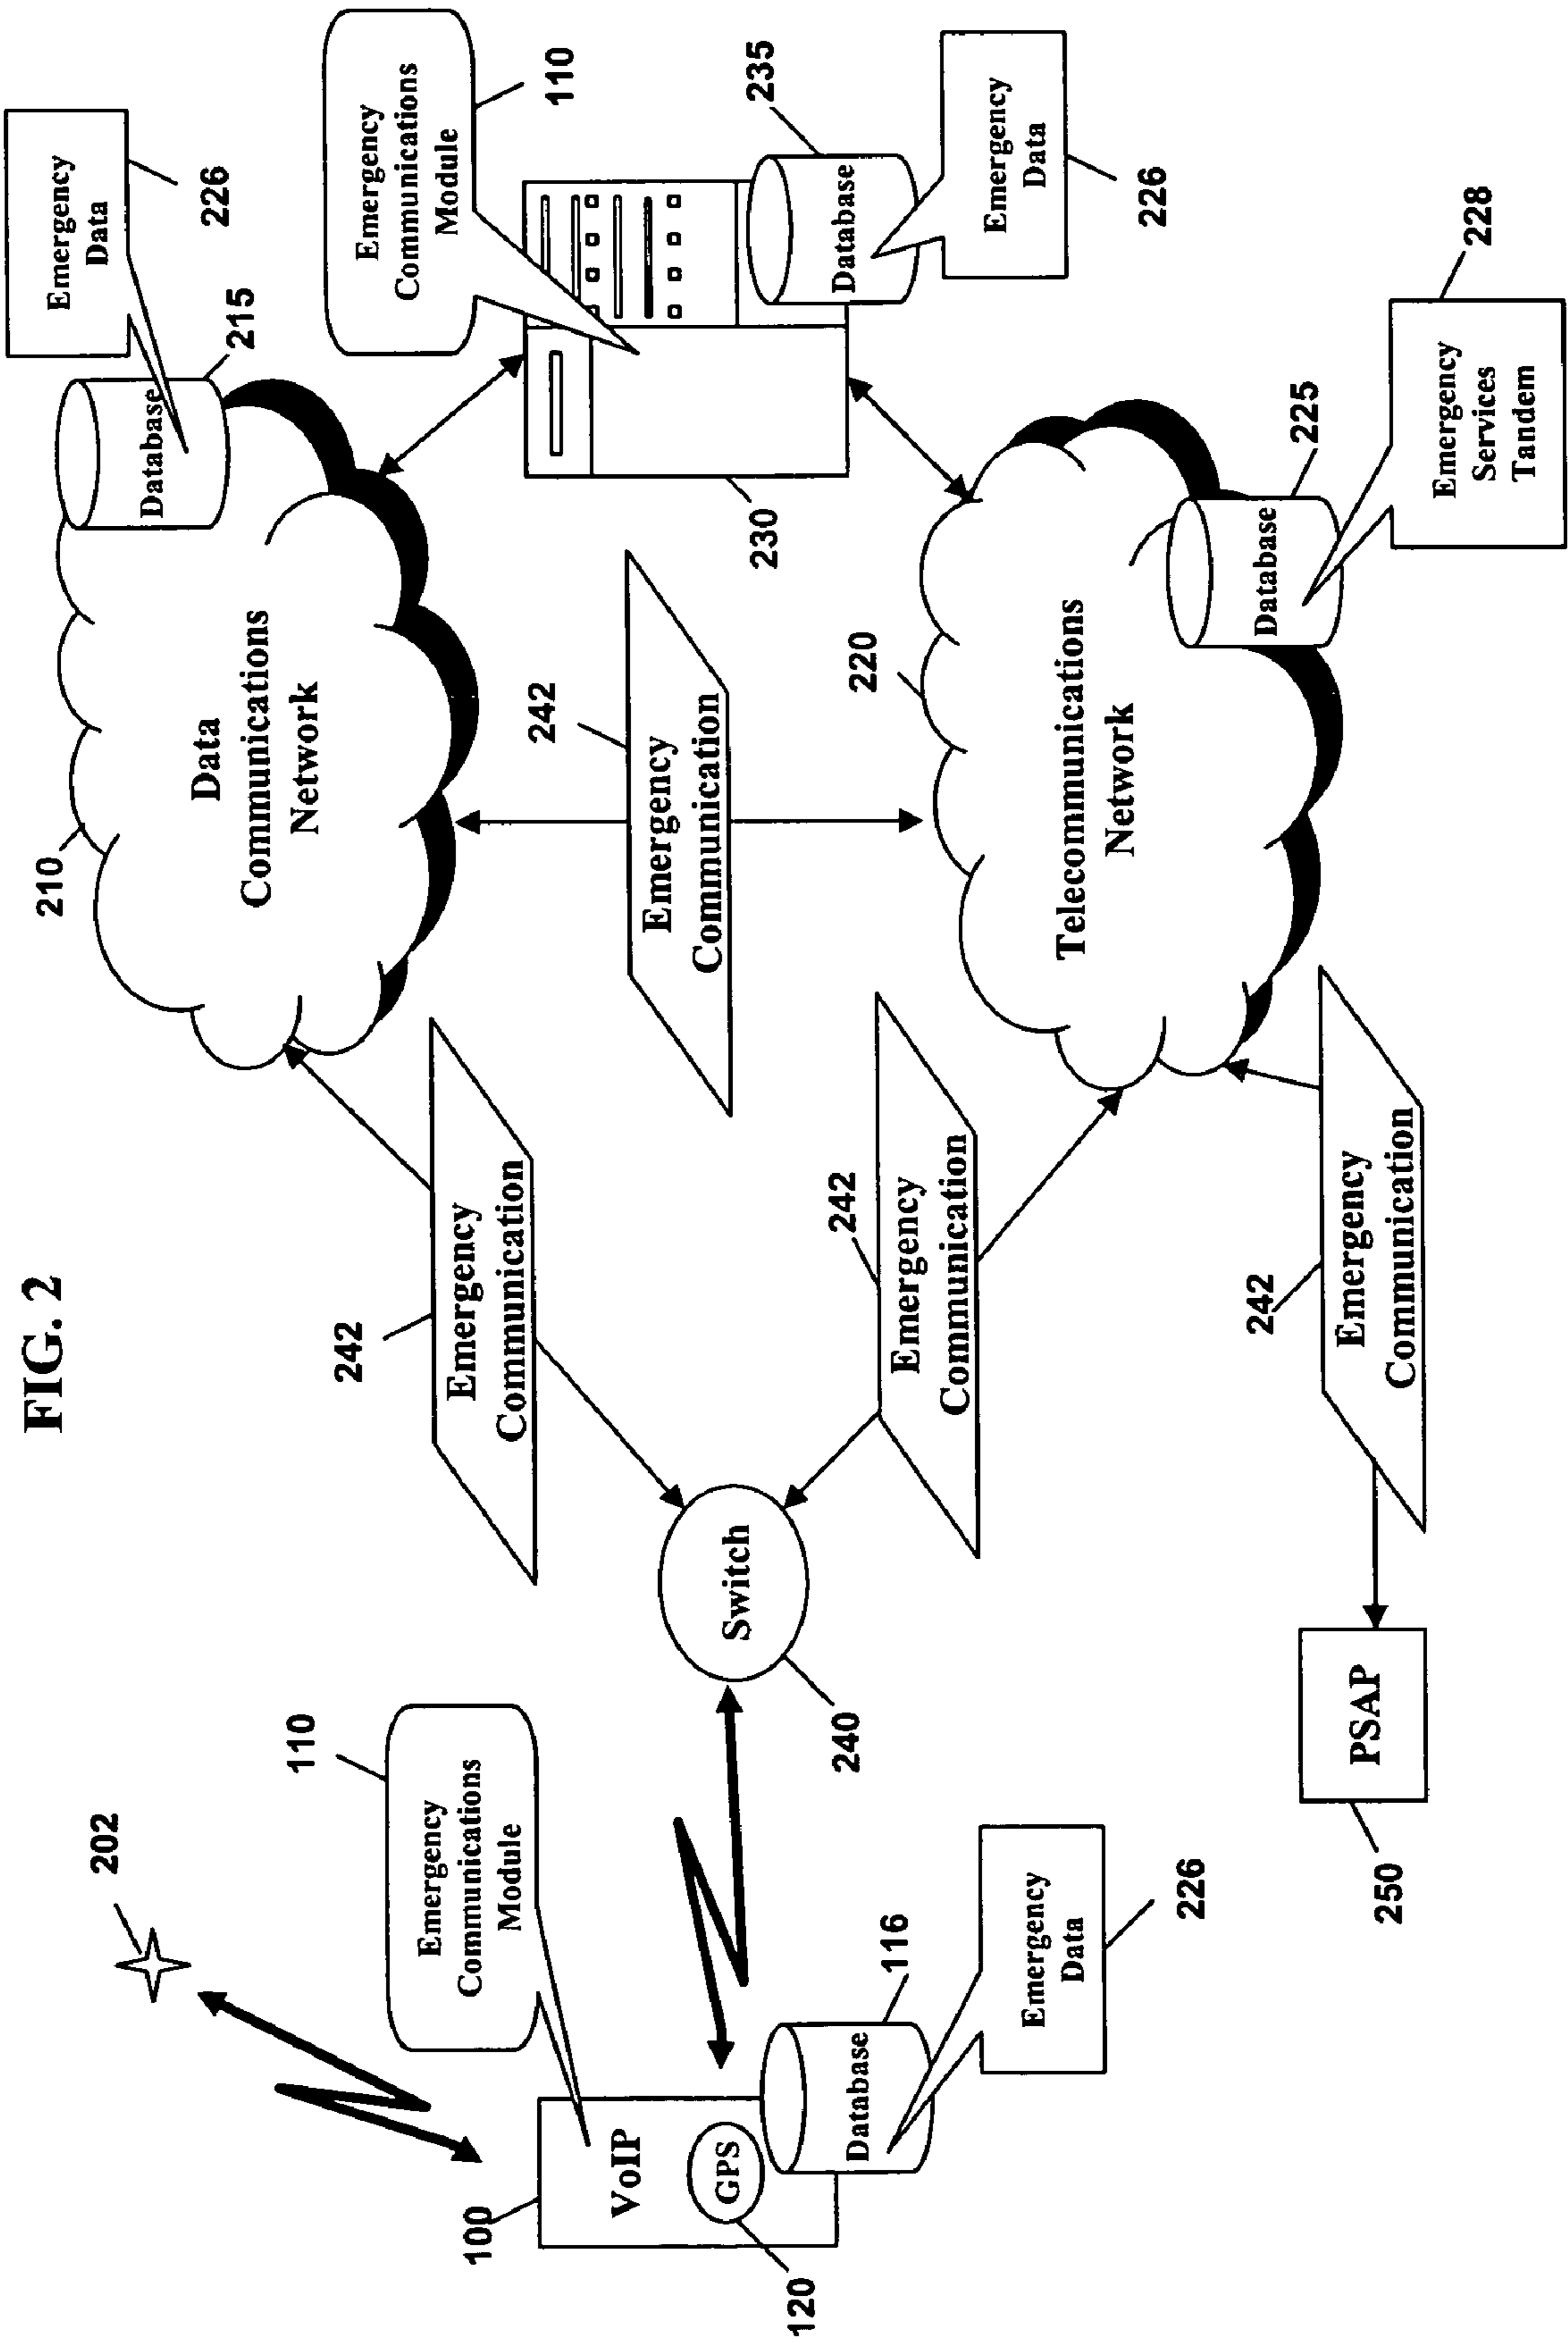 FIG. 2
202
110
Emergency
Communications
Module
100
VoIP
GPS
120
Database
116
Emergency
Data
226
Switch
240
PSAP
250
242
Emergency
Communication
242
Emergency
Communication
242
Emergency
Communication
242
Emergency
Communication
210
Data
Communications
Network
Database
215
Emergency
Data
226
Emergency
Communications
Module
110
230
Database
235
Emergency
Data
226
220
Telecommunications
Network
Database
225
Emergency
Services
Tandem
228